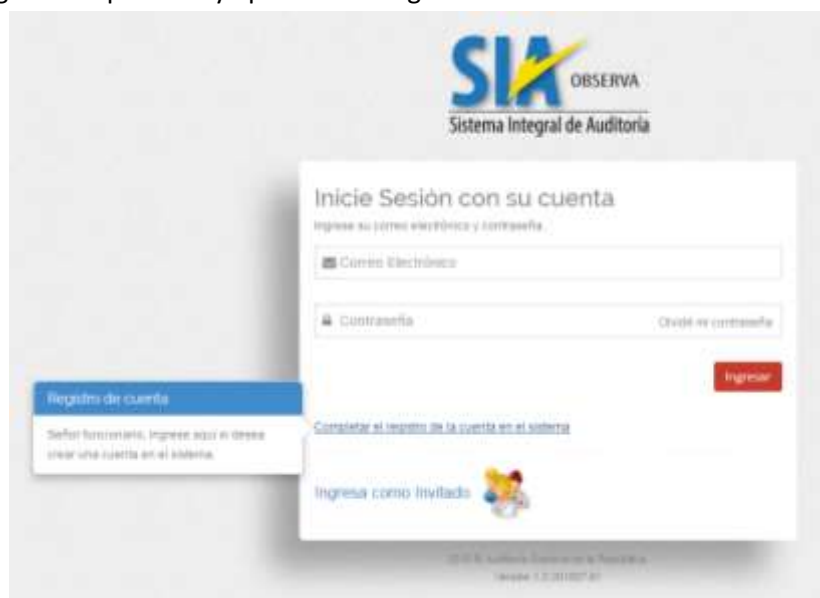 SIA OBSERVA
Sistema Integral de Auditoria
Inicie Sesión con su cuenta
Ingrese su correo electrónico y contraseña
Correo Electrónico
Contraseña
Olvidé mi contraseña
Ingresar
Registro de cuenta
Señor funcionario, ingrese aquí si desea
crear una cuenta en el sistema.
Completar el registro de la cuenta en el sistema
Ingresa como Invitado